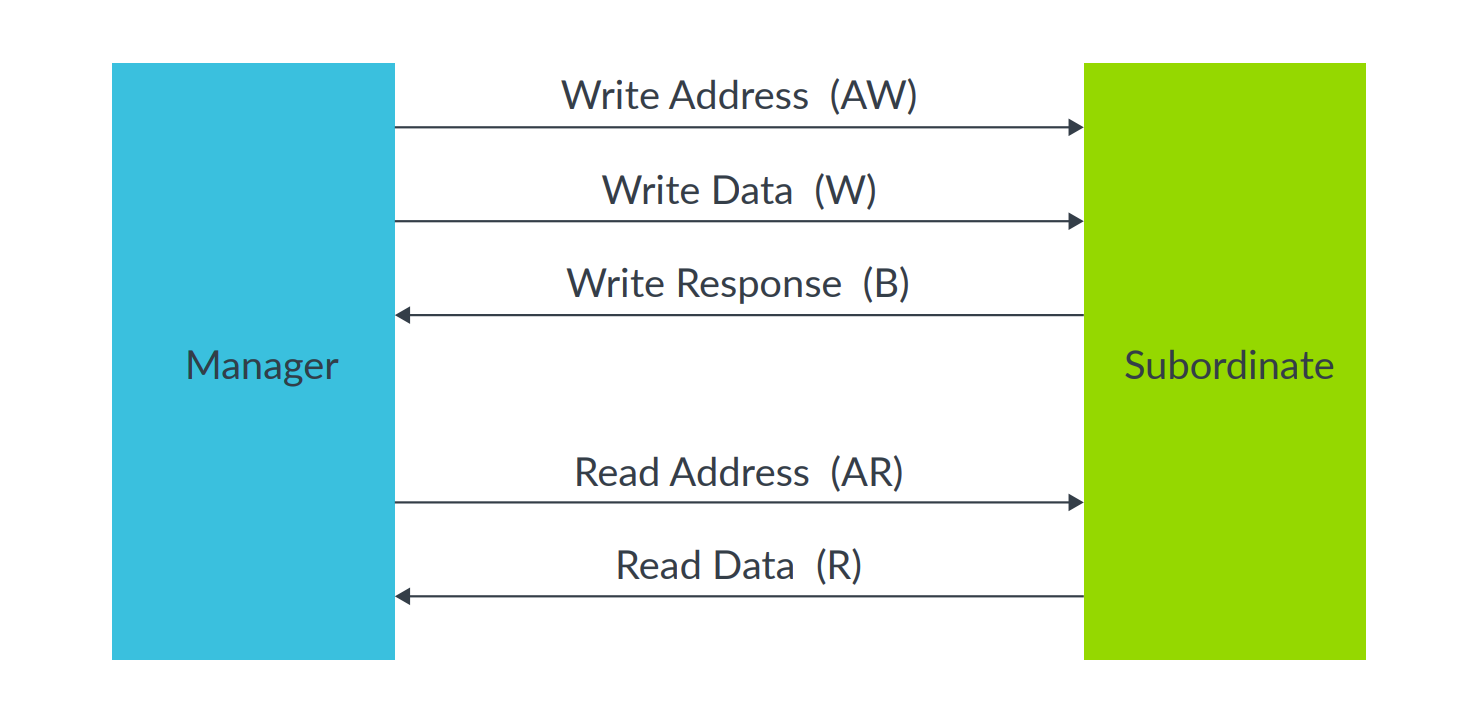 Write Address (AW)
Write Data (W)
Write Response (B)
Manager
Subordinate
Read Address (AR)
Read Data (R)